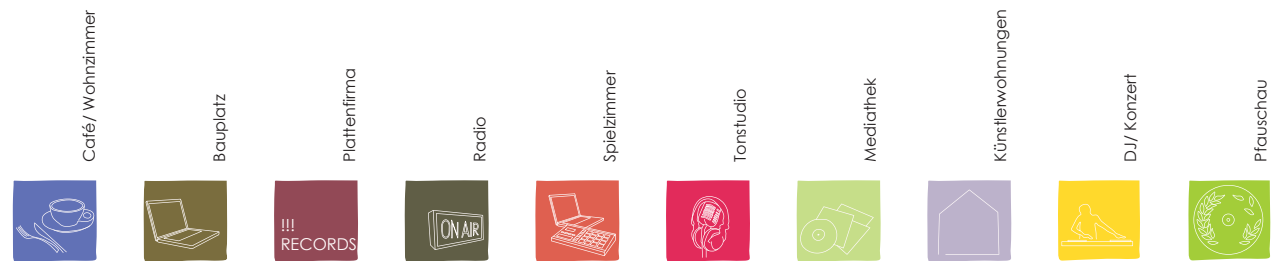 Café/ Wohnzimmer
Bauplatz
Plattenfirma
Radio
Spielzimmer
Tonstudio
Mediathek
Künstlerwohnungen
DJ/ Konzert
Pfauschau
!!!
RECORDS
ON AIR